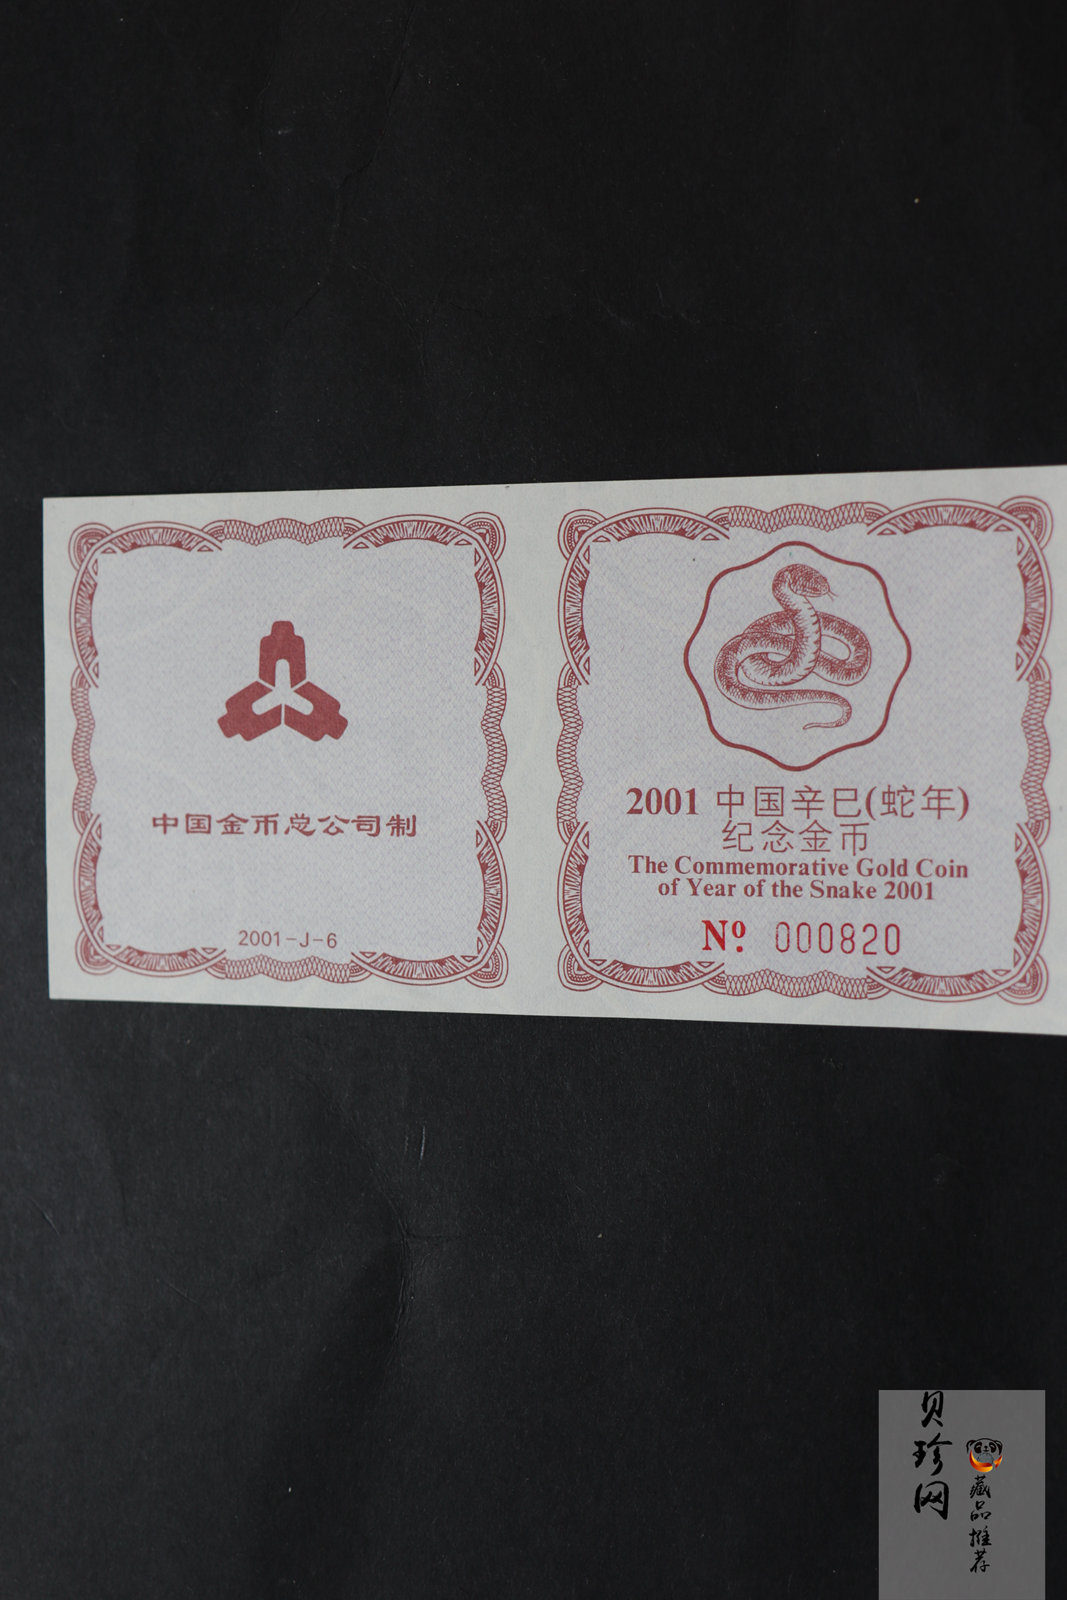 中国金币总公司制
2001-J-6
2001 中国辛巳(蛇年)
纪念金币
The Commemorative Gold Coin
of Year of the Snake 2001
Nº 000820
贝珍网
藏品推荐